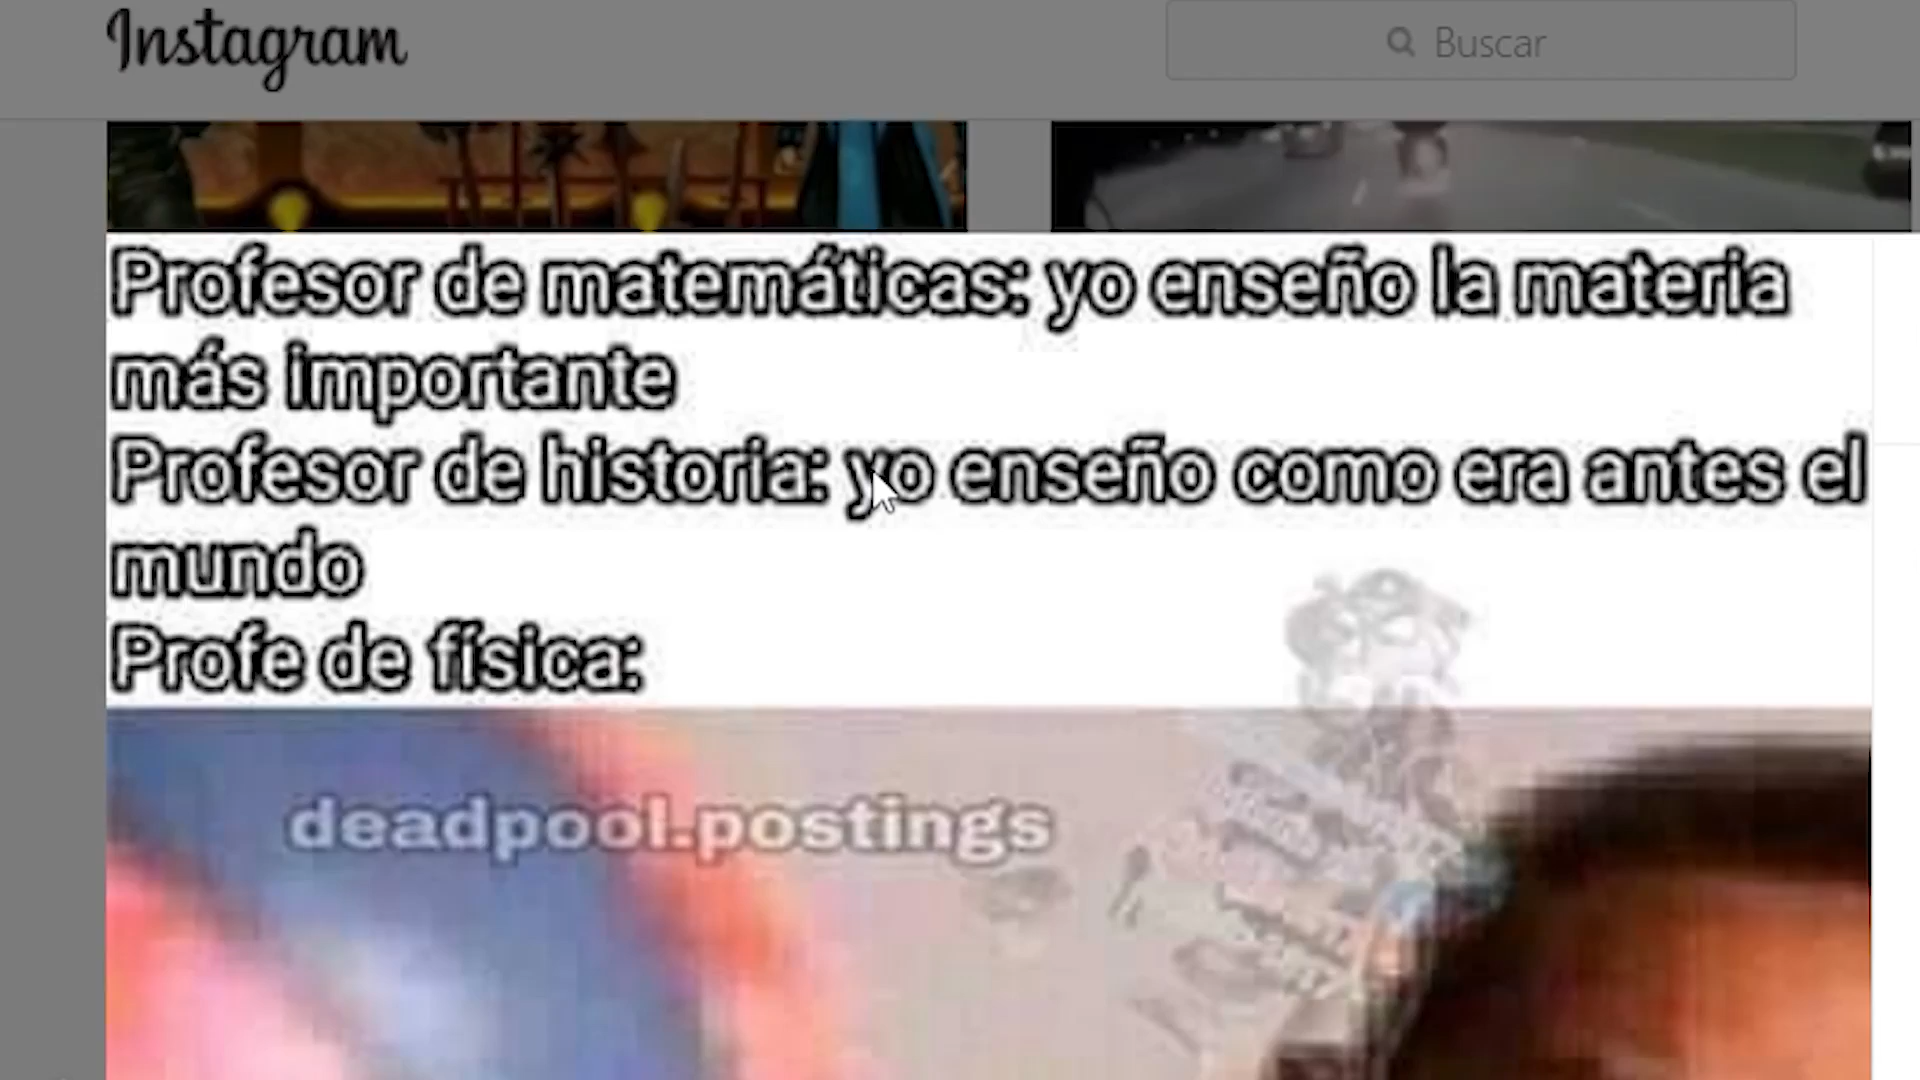 Instagram
Buscar
Profesor de matemáticas: yo enseño la materia
más importante
Profesor de historia: yo enseño como era antes el
mundo
Profe de física:
deadpool.postings